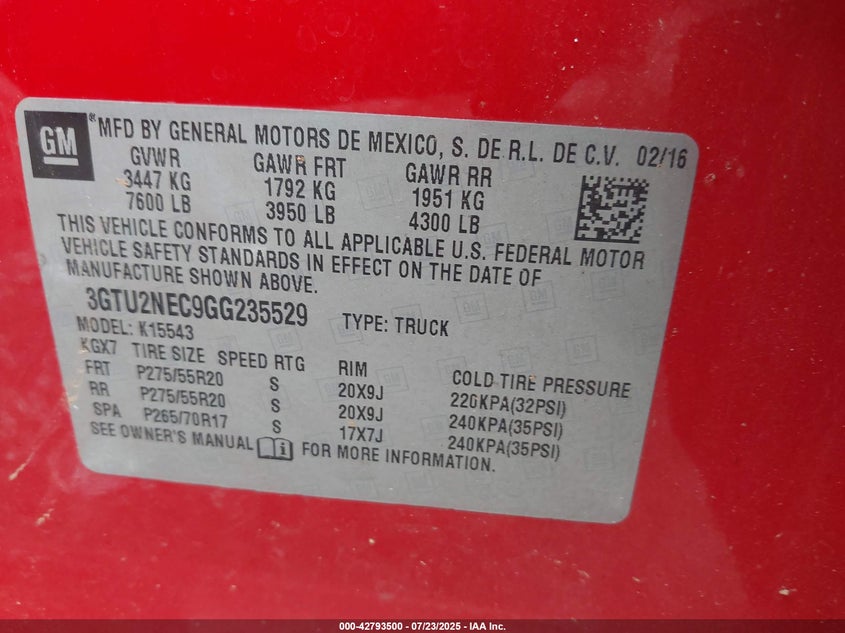 GM
® MFD BY GENERAL MOTORS DE MEXICO, S. DE R.L. DE C.V. 02/16
GVWR GAWR FRT GAWR RR
3447 KG 1792 KG 1951 KG
7600 LB 3950 LB 4300 LB
THIS VEHICLE CONFORMS TO ALL APPLICABLE U.S. FEDERAL MOTOR
VEHICLE SAFETY STANDARDS IN EFFECT ON THE DATE OF
MANUFACTURE SHOWN ABOVE.
3GTU2NEC9GG235529 TYPE: TRUCK
MODEL: K15543
KGX7 TIRE SIZE SPEED RTG RIM COLD TIRE PRESSURE
FRT P275/55R20 S 20X9J 220KPA(32PSI)
RR P275/55R20 S 20X9J 240KPA(35PSI)
SPA P265/70R17 S 17X7J 240KPA(35PSI)
SEE OWNER'S MANUAL FOR MORE INFORMATION.
000-42793500 - 07/23/2025 - IAA Inc.